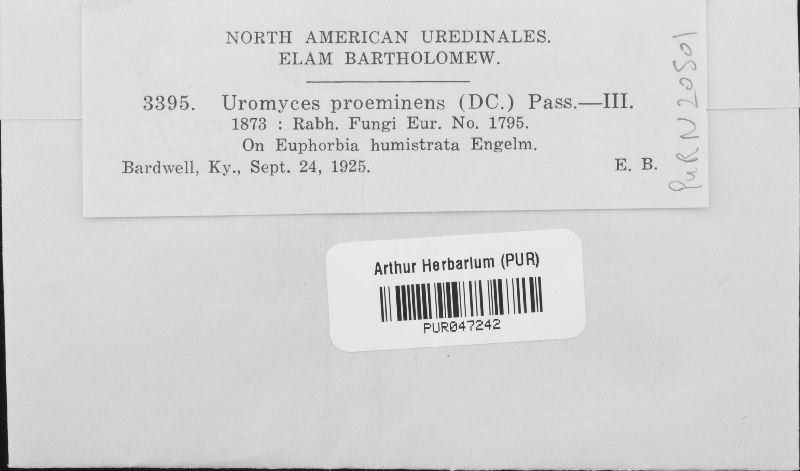 NORTH AMERICAN UREDINALES.
ELAM BARTHOLOMEW.
3395. Uromyces proeminens (DC.) Pass.—III.
1873 : Rabh. Fungi Eur. No. 1795.
On Euphorbia humistrata Engelm.
Bardwell, Ky., Sept. 24, 1925. E. B.
PUR N20501
Arthur Herbarium (PUR)
PUR047242